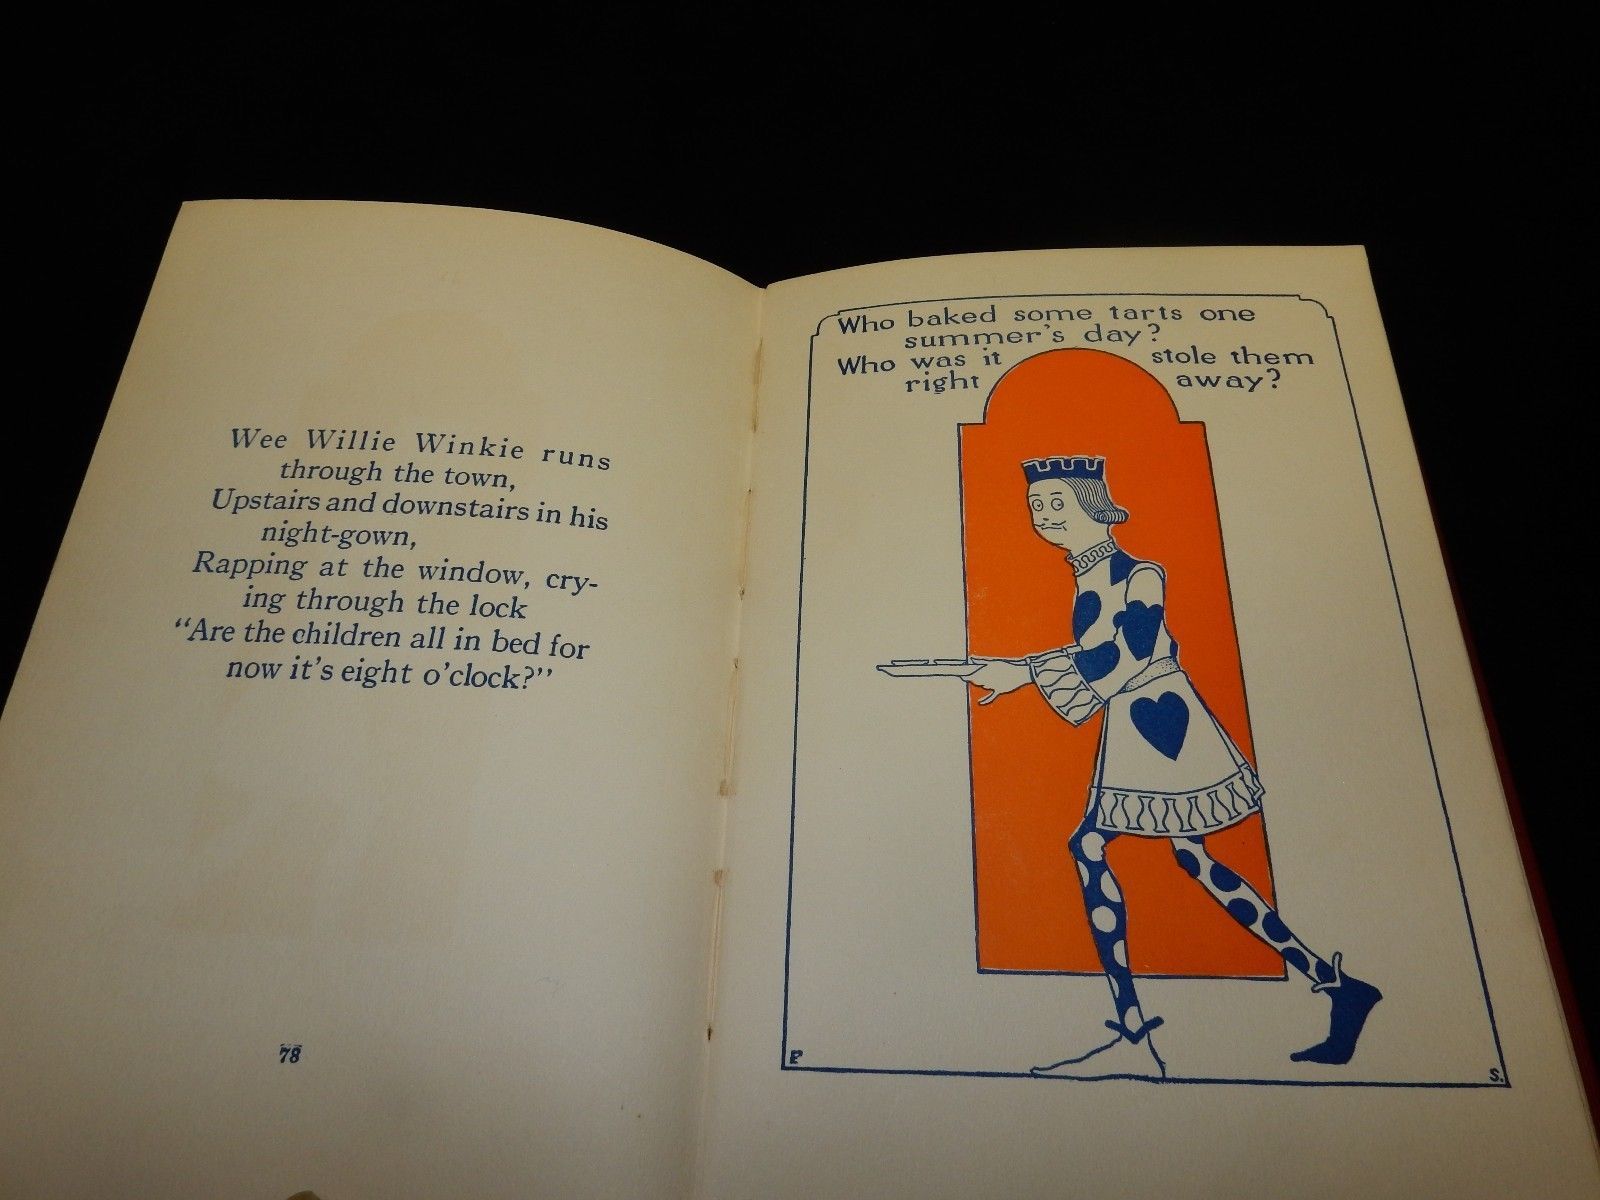 Wee Willie Winkie runs
through the town,
Upstairs and downstairs in his
night-gown,
Rapping at the window, cry-
ing through the lock
“Are the children all in bed for
now it's eight o'clock?”
78
Who baked some tarts one
summer's day?
Who was it stole them
right away?
P
S.